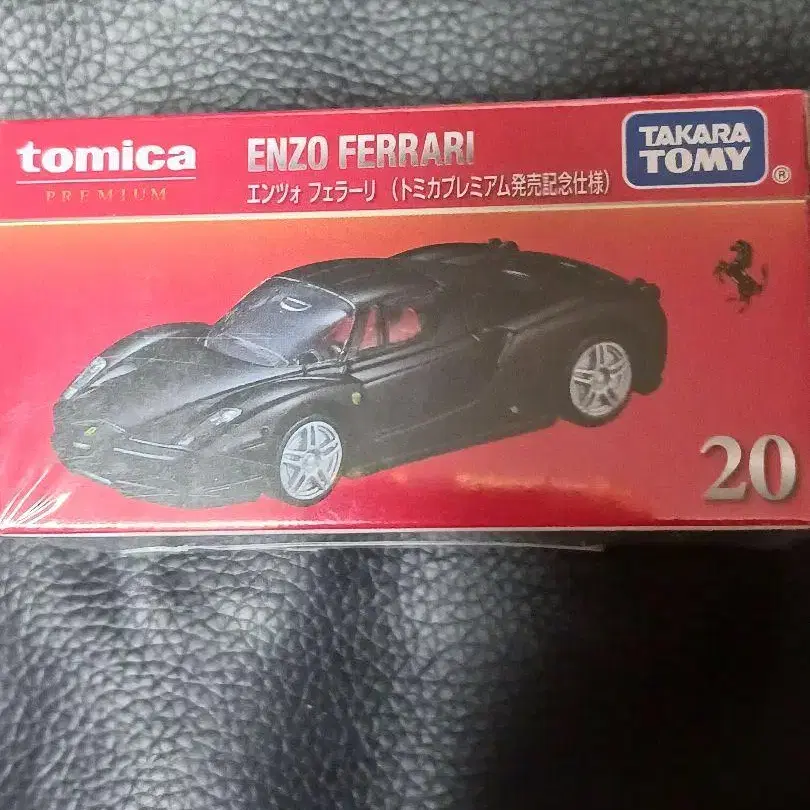 tomica
PREMIUM
ENZO FERRARI
エンツォ フェラーリ (トミカプレミアム発売記念仕様)
TAKARA
TOMY
®
20